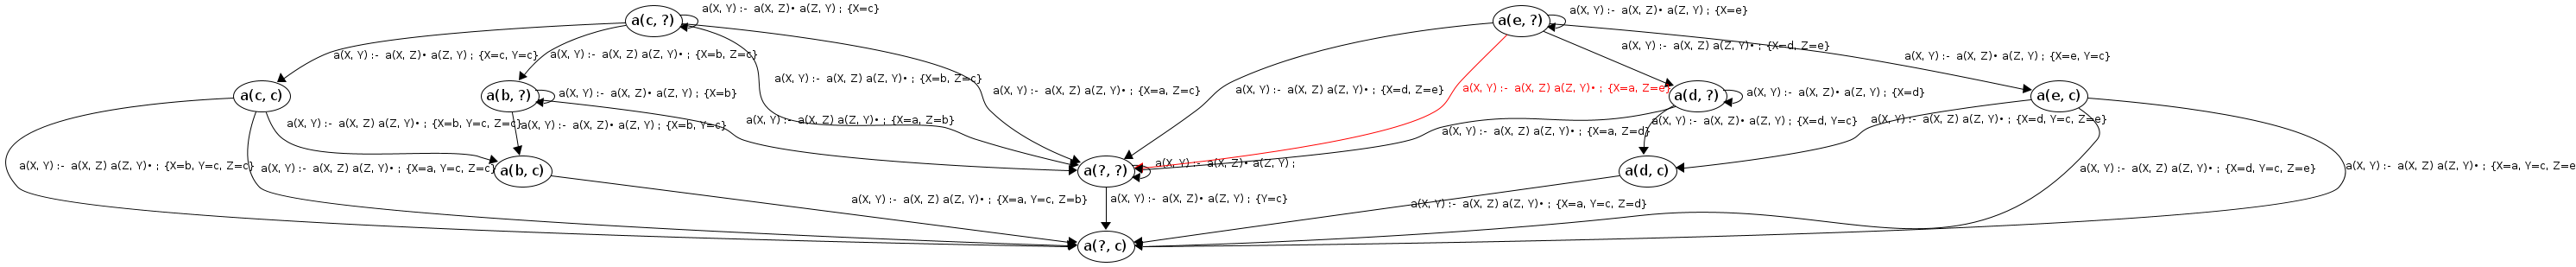 a(c, ?)
a(X, Y) :- a(X, Z)• a(Z, Y) ; {X=c}
a(e, ?)
a(X, Y) :- a(X, Z)• a(Z, Y) ; {X=e}
a(X, Y) :- a(X, Z)• a(Z, Y) ; {X=c, Y=c}
a(X, Y) :- a(X, Z) a(Z, Y)• ; {X=b, Z=c}
a(X, Y) :- a(X, Z) a(Z, Y)• ; {X=d, Z=e}
a(X, Y) :- a(X, Z)• a(Z, Y) ; {X=e, Y=c}
a(X, Y) :- a(X, Z) a(Z, Y)• ; {X=b, Z=c}
a(X, Y) :- a(X, Z) a(Z, Y)• ; {X=a, Z=c}
a(X, Y) :- a(X, Z) a(Z, Y)• ; {X=d, Z=e}
a(X, Y) :- a(X, Z) a(Z, Y)• ; {X=a, Z=e}
a(c, c)
a(b, ?)
a(X, Y) :- a(X, Z)• a(Z, Y) ; {X=b}
a(d, ?)
a(X, Y) :- a(X, Z)• a(Z, Y) ; {X=d}
a(e, c)
a(X, Y) :- a(X, Z) a(Z, Y)• ; {X=b, Y=c, Z=c}
a(X, Y) :- a(X, Z)• a(Z, Y) ; {X=b, Y=c}
a(X, Y) :- a(X, Z) a(Z, Y)• ; {X=a, Z=b}
a(X, Y) :- a(X, Z) a(Z, Y)• ; {X=a, Z=d}
a(X, Y) :- a(X, Z)• a(Z, Y) ; {X=d, Y=c}
a(X, Y) :- a(X, Z) a(Z, Y)• ; {X=d, Y=c, Z=e}
a(X, Y) :- a(X, Z) a(Z, Y)• ; {X=b, Y=c, Z=c}
a(X, Y) :- a(X, Z) a(Z, Y)• ; {X=a, Y=c, Z=c}
a(b, c)
a(?, ?)
a(X, Y) :- a(X, Z)• a(Z, Y) ;
a(d, c)
a(X, Y) :- a(X, Z) a(Z, Y)• ; {X=d, Y=c, Z=e}
a(X, Y) :- a(X, Z) a(Z, Y)• ; {X=a, Y=c, Z=e
a(X, Y) :- a(X, Z) a(Z, Y)• ; {X=a, Y=c, Z=b}
a(X, Y) :- a(X, Z)• a(Z, Y) ; {Y=c}
a(X, Y) :- a(X, Z) a(Z, Y)• ; {X=a, Y=c, Z=d}
a(?, c)